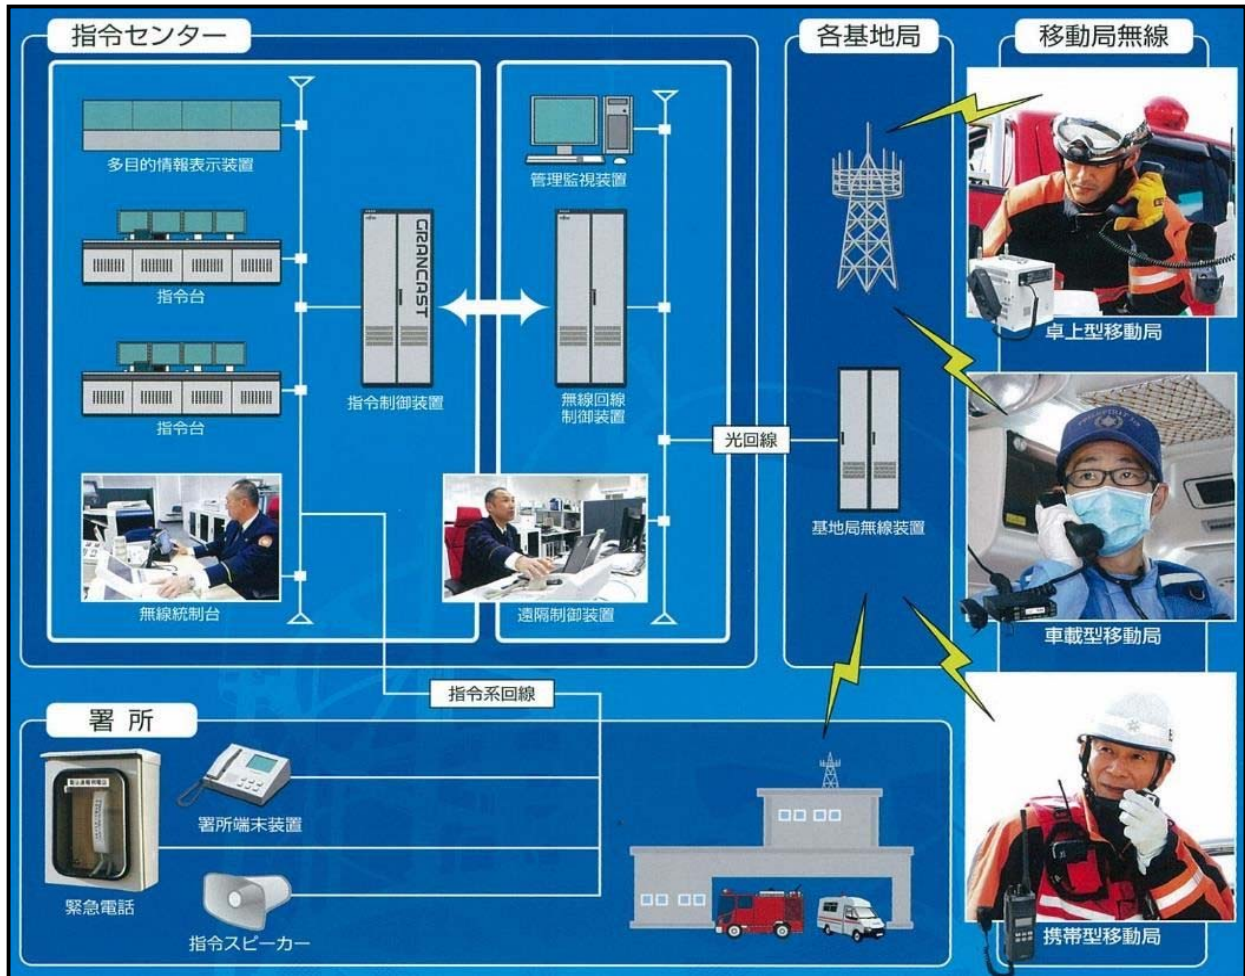 指令センター
各基地局
移動局無線
多目的情報表示装置
管理監視装置
GRANCAST
指令台
卓上型移動局
指令制御装置
無線回線
制御装置
指令台
光回線
基地局無線装置
無線統制台
遠隔制御装置
車載型移動局
指令系回線
署所
署所端末装置
緊急電話
指令スピーカー
携帯型移動局